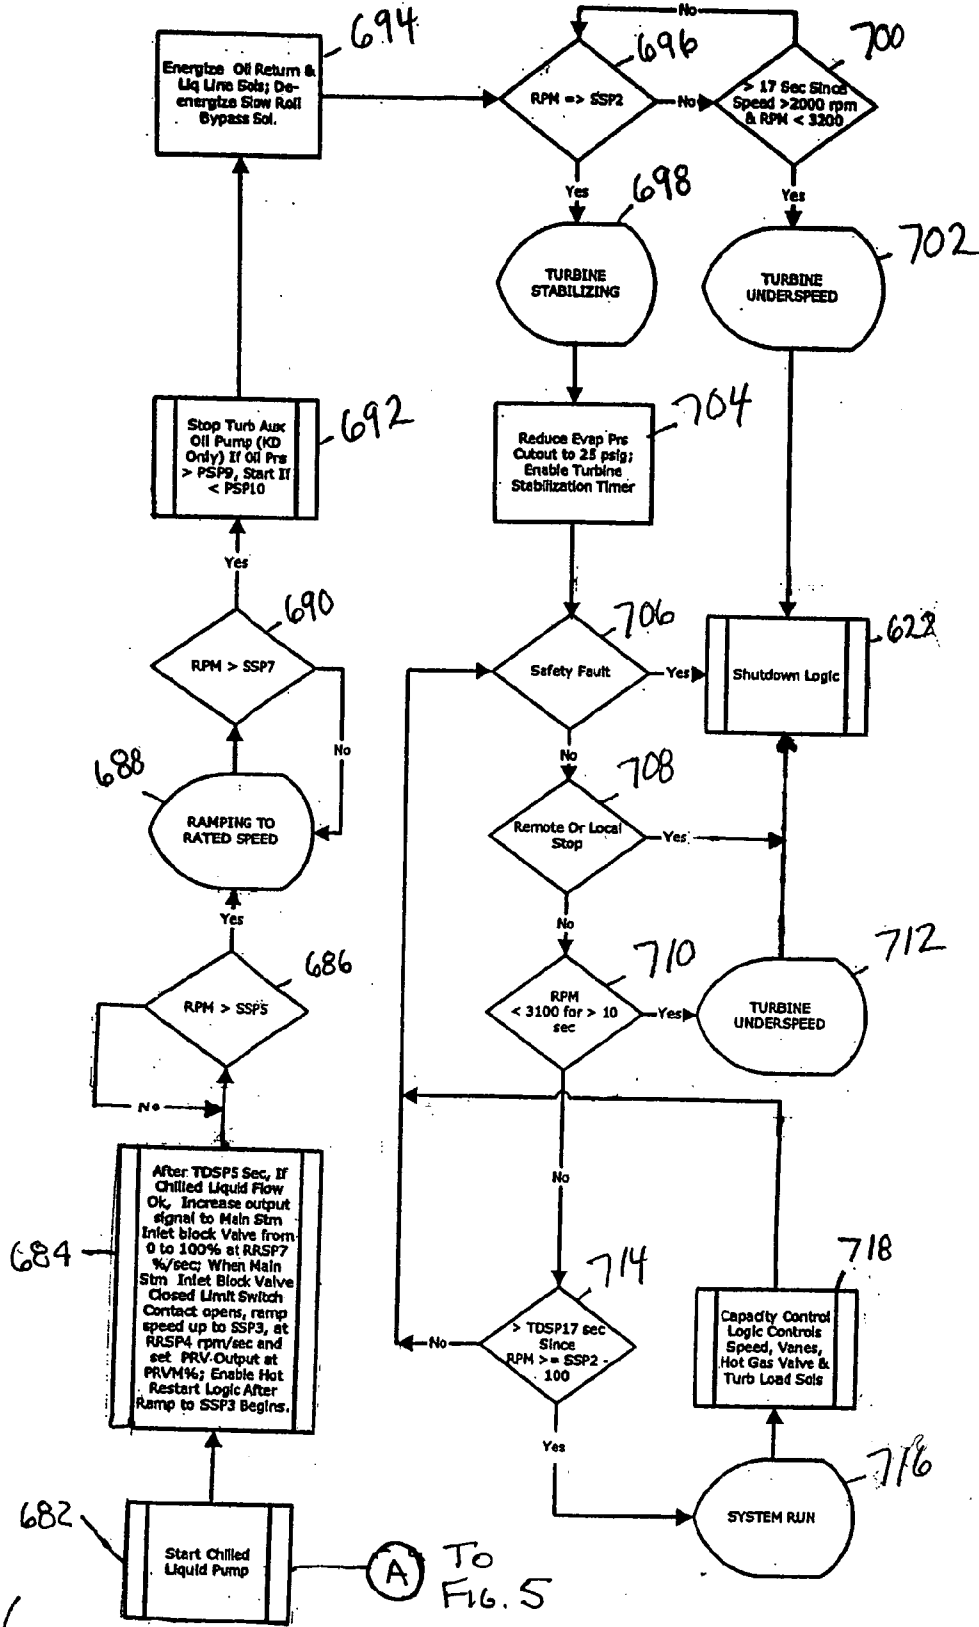 694
Energize Oil Return &
Liq Line Sols; De-
energize Slow Roll
Bypass Sol.
No
696
RPM => SSP2
No
700
> 17 Sec Since
Speed >2000 rpm
& RPM < 3200
Yes
698
TURBINE
STABILIZING
Yes
702
TURBINE
UNDERSPEED
692
Stop Turb Aux
Oil Pump (KD
Only) If Oil Prs
> PSP9, Start If
< PSP10
704
Reduce Evap Prs
Cutout to 25 psig;
Enable Turbine
Stabilization Timer
Yes
690
RPM > SSP7
No
706
Safety Fault
Yes
622
Shutdown Logic
No
688
RAMPING TO
RATED SPEED
708
Remote Or Local
Stop
Yes
Yes
No
686
RPM > SSP5
No
710
RPM
< 3100 for > 10
sec
Yes
712
TURBINE
UNDERSPEED
No
684
After TDSP5 Sec, If
Chilled Liquid Flow
Ok, Increase output
signal to Main Stm
Inlet block Valve from
0 to 100% at RRSP7
%/sec; When Main
Stm Inlet Block Valve
Closed Limit Switch
Contact opens, ramp
speed up to SSP3, at
RRSP4 rpm/sec and
set PRV Output at
PRVM%; Enable Hot
Restart Logic After
Ramp to SSP3 Begins.
714
> TDSP17 sec
Since
RPM >= SSP2 -
100
No
718
Capacity Control
Logic Controls
Speed, Vanes,
Hot Gas Valve &
Turb Load Sols
Yes
716
SYSTEM RUN
682
Start Chilled
Liquid Pump
A
TO
FIG. 5